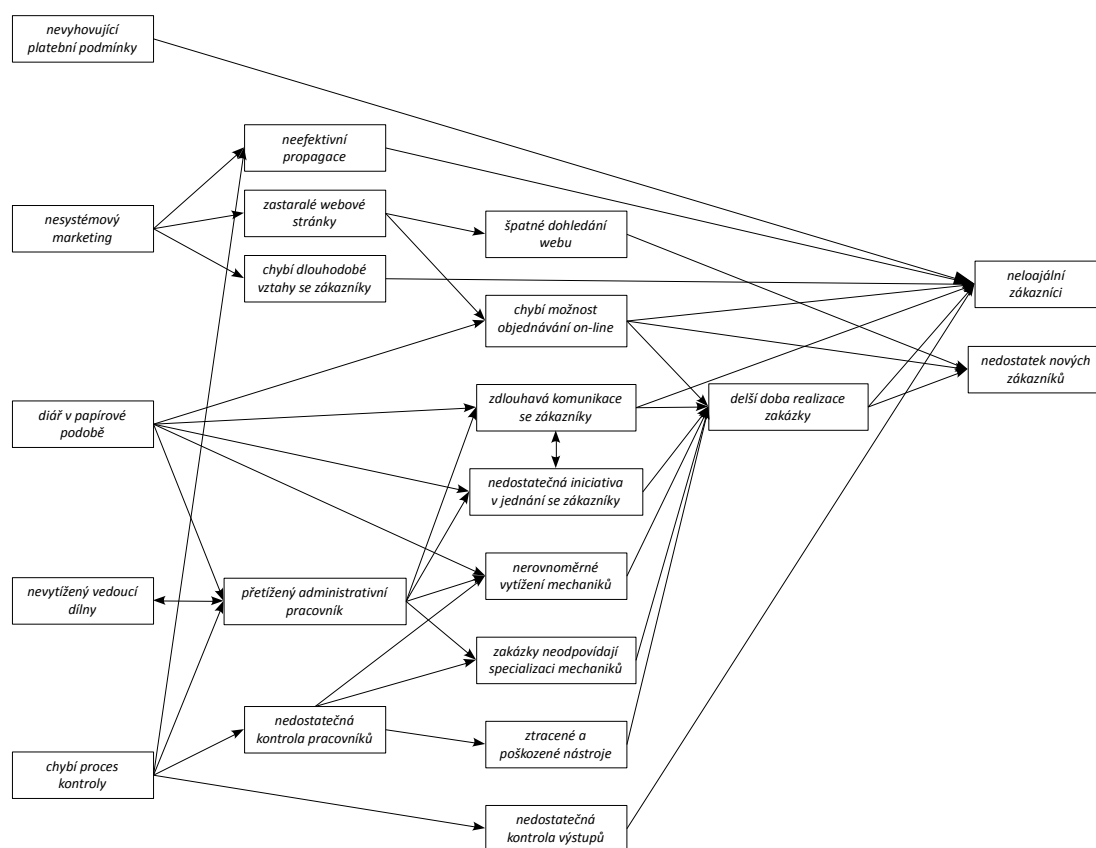 nevyhovující
platební podmínky
neefektivní
propagace
zastaralé webové
stránky
nesystémový
marketing
špatné dohledání
webu
chybí dlouhodobé
vztahy se zákazníky
neloajální
zákazníci
chybí možnost
objednávání on-line
nedostatek nových
zákazníků
diář v papírové
podobě
zdlouhavá komunikace
se zákazníky
delší doba realizace
zakázky
nedostatečná iniciativa
v jednání se zákazníky
nevytížený vedoucí
dílny
přetížený administrativní
pracovník
nerovnoměrné
vytížení mechaniků
zakázky neodpovídají
specializaci mechaniků
nedostatečná
kontrola pracovníků
ztracené a
poškozené nástroje
chybí proces
kontroly
nedostatečná
kontrola výstupů